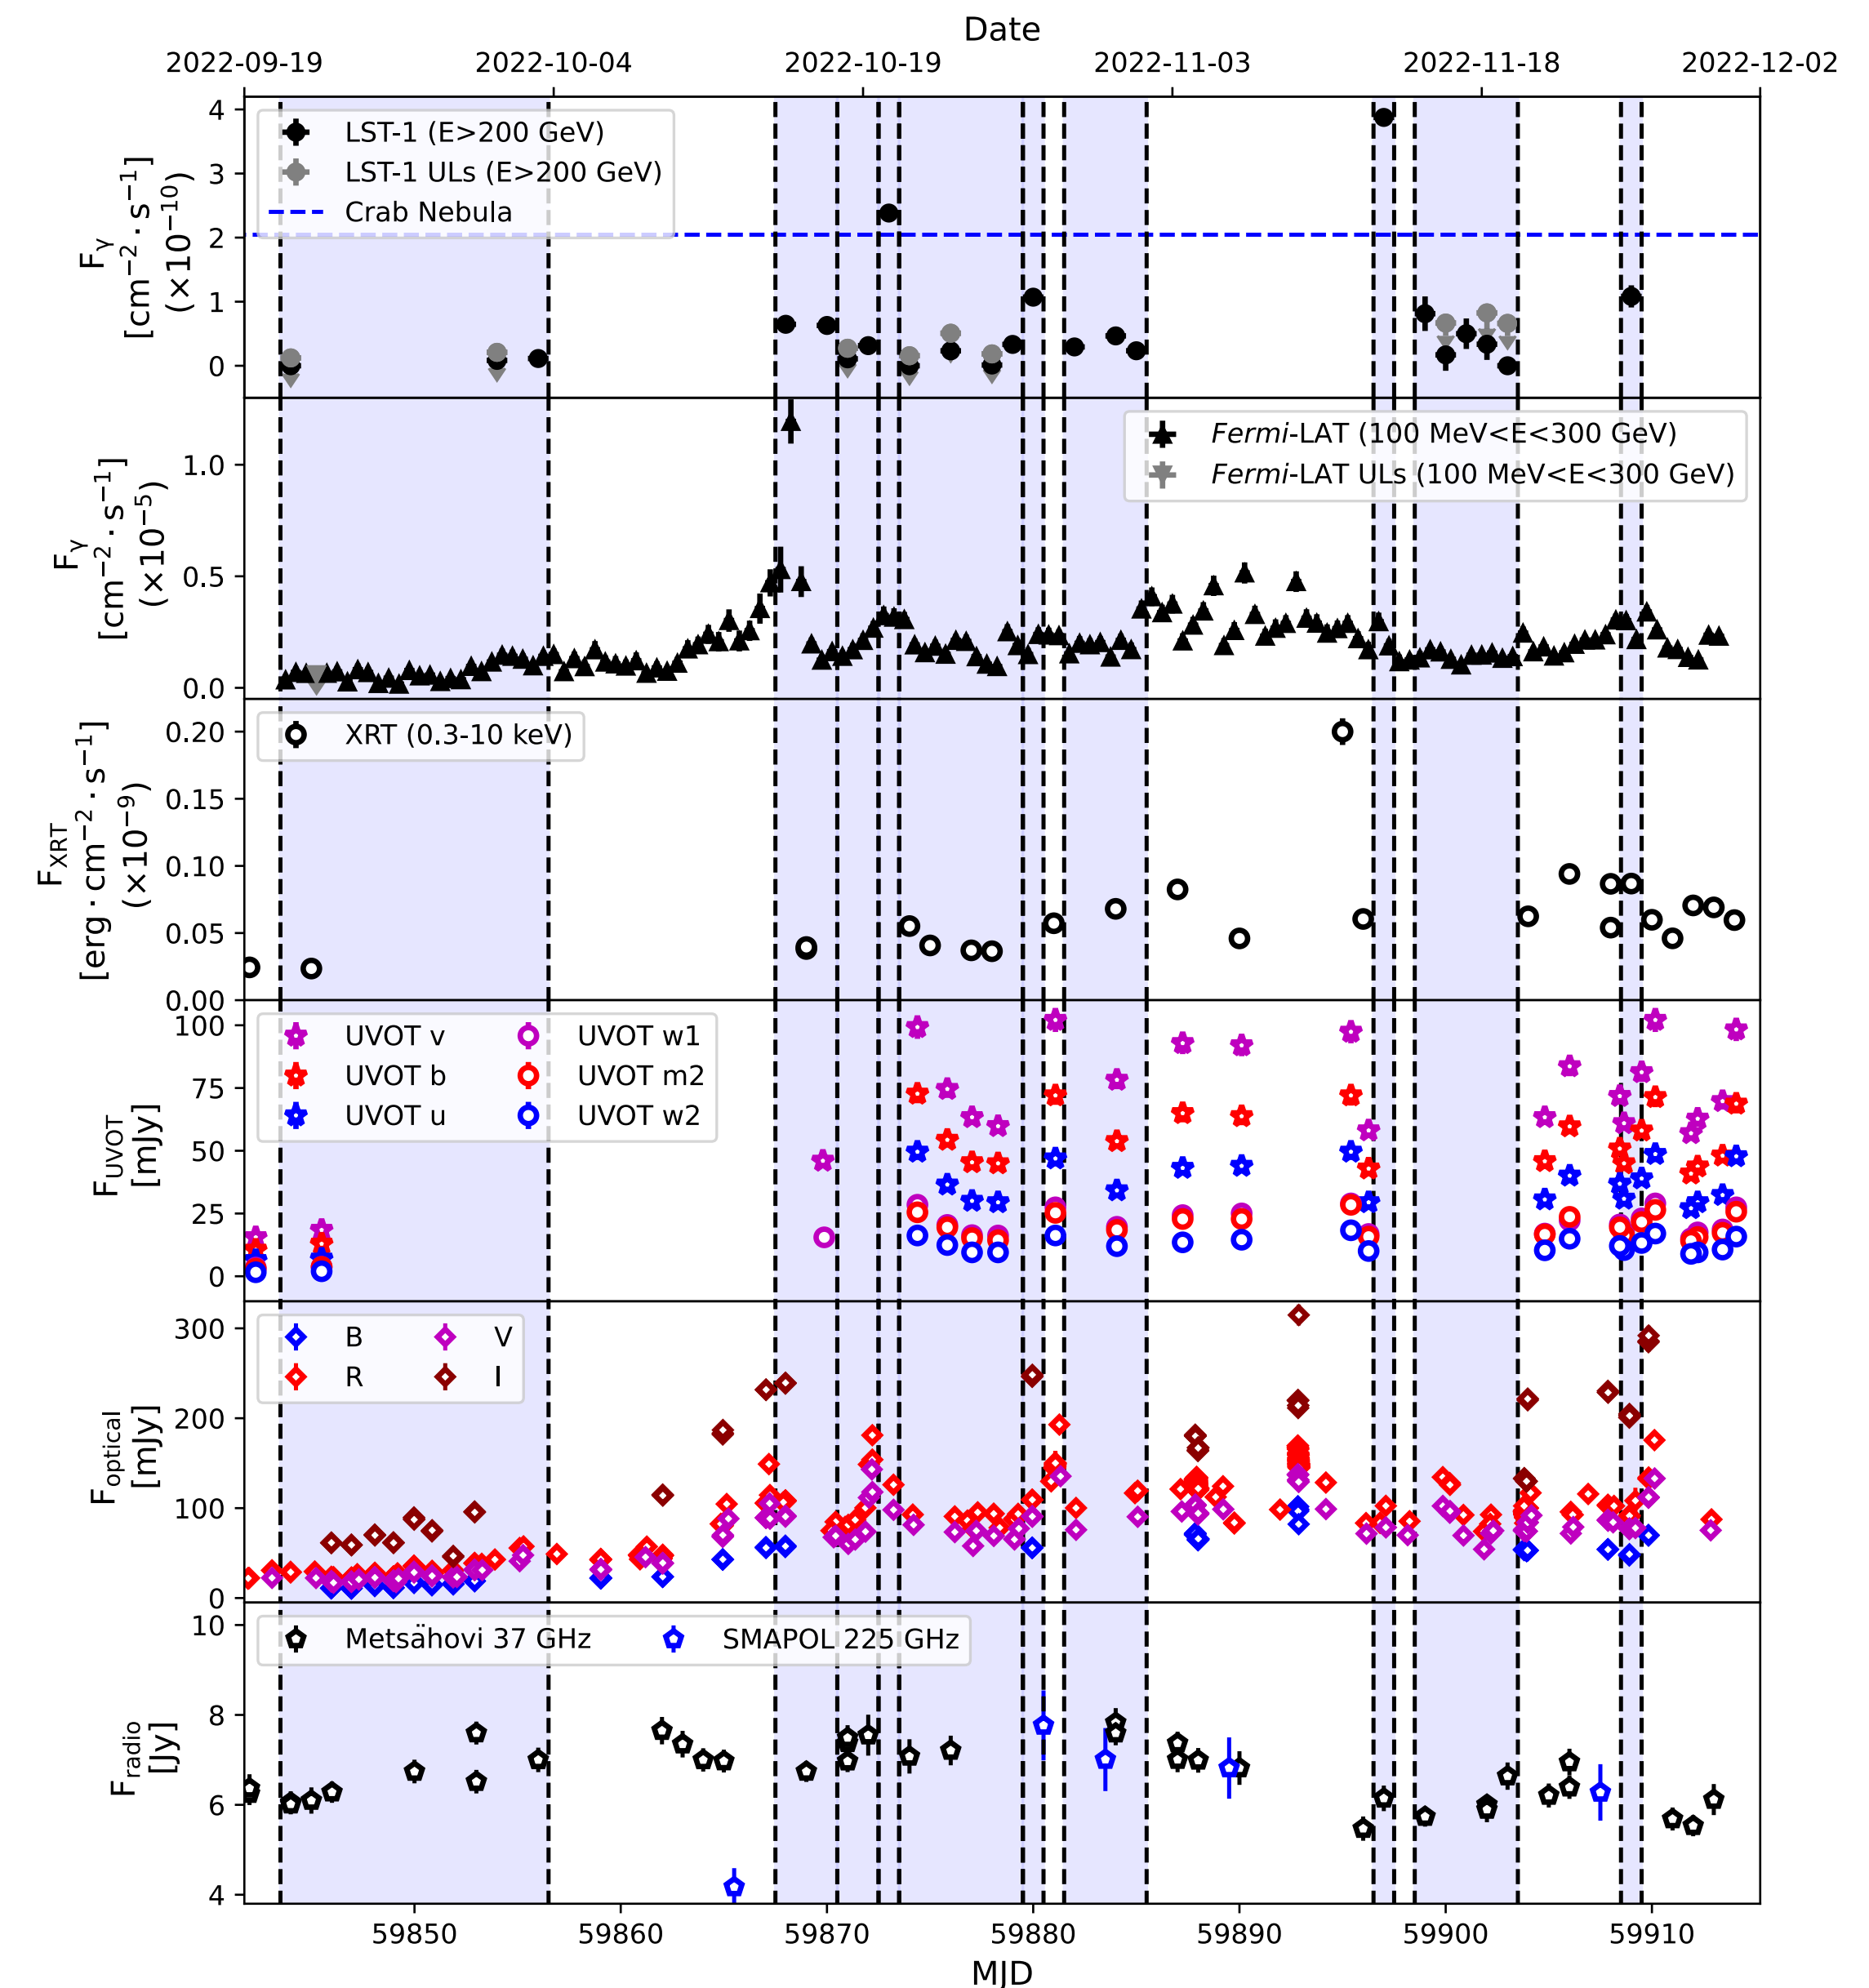 Date
2022-09-19 2022-10-04 2022-10-19 2022-11-03 2022-11-18 2022-12-02
F_γ
[cm⁻² · s⁻¹]
(×10⁻¹⁰)
4
3
2
1
0
LST-1 (E>200 GeV)
LST-1 ULs (E>200 GeV)
Crab Nebula
F_γ
[cm⁻² · s⁻¹]
(×10⁻⁵)
1.0
0.5
0.0
Fermi-LAT (100 MeV<E<300 GeV)
Fermi-LAT ULs (100 MeV<E<300 GeV)
F_XRT
[erg · cm⁻² · s⁻¹]
(×10⁻⁹)
0.20
0.15
0.10
0.05
0.00
XRT (0.3-10 keV)
F_UVOT
[mJy]
100
75
50
25
0
UVOT v UVOT w1
UVOT b UVOT m2
UVOT u UVOT w2
F_optical
[mJy]
300
200
100
0
B V
R I
F_radio
[Jy]
10
8
6
4
Metsähovi 37 GHz SMAPOL 225 GHz
59850 59860 59870 59880 59890 59900 59910
MJD